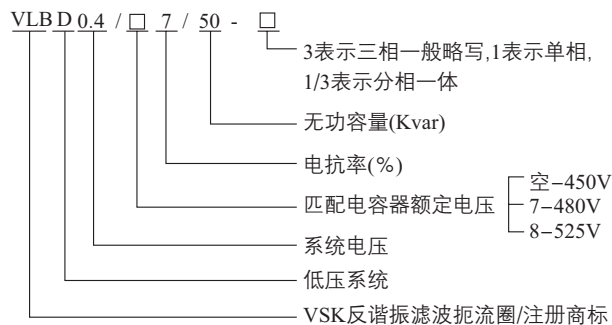 VLB D 0.4 / □ 7 / 50 - □
3表示三相一般略写,1表示单相,
1/3表示分相一体
无功容量(Kvar)
电抗率(%)
匹配电容器额定电压
空–450V
7–480V
8–525V
系统电压
低压系统
VSK反谐振滤波扼流圈/注册商标